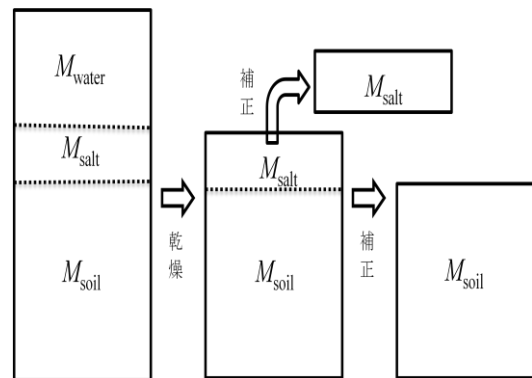 M_water
M_salt
M_soil
乾燥
M_salt
M_soil
補正
M_salt
補正
M_soil